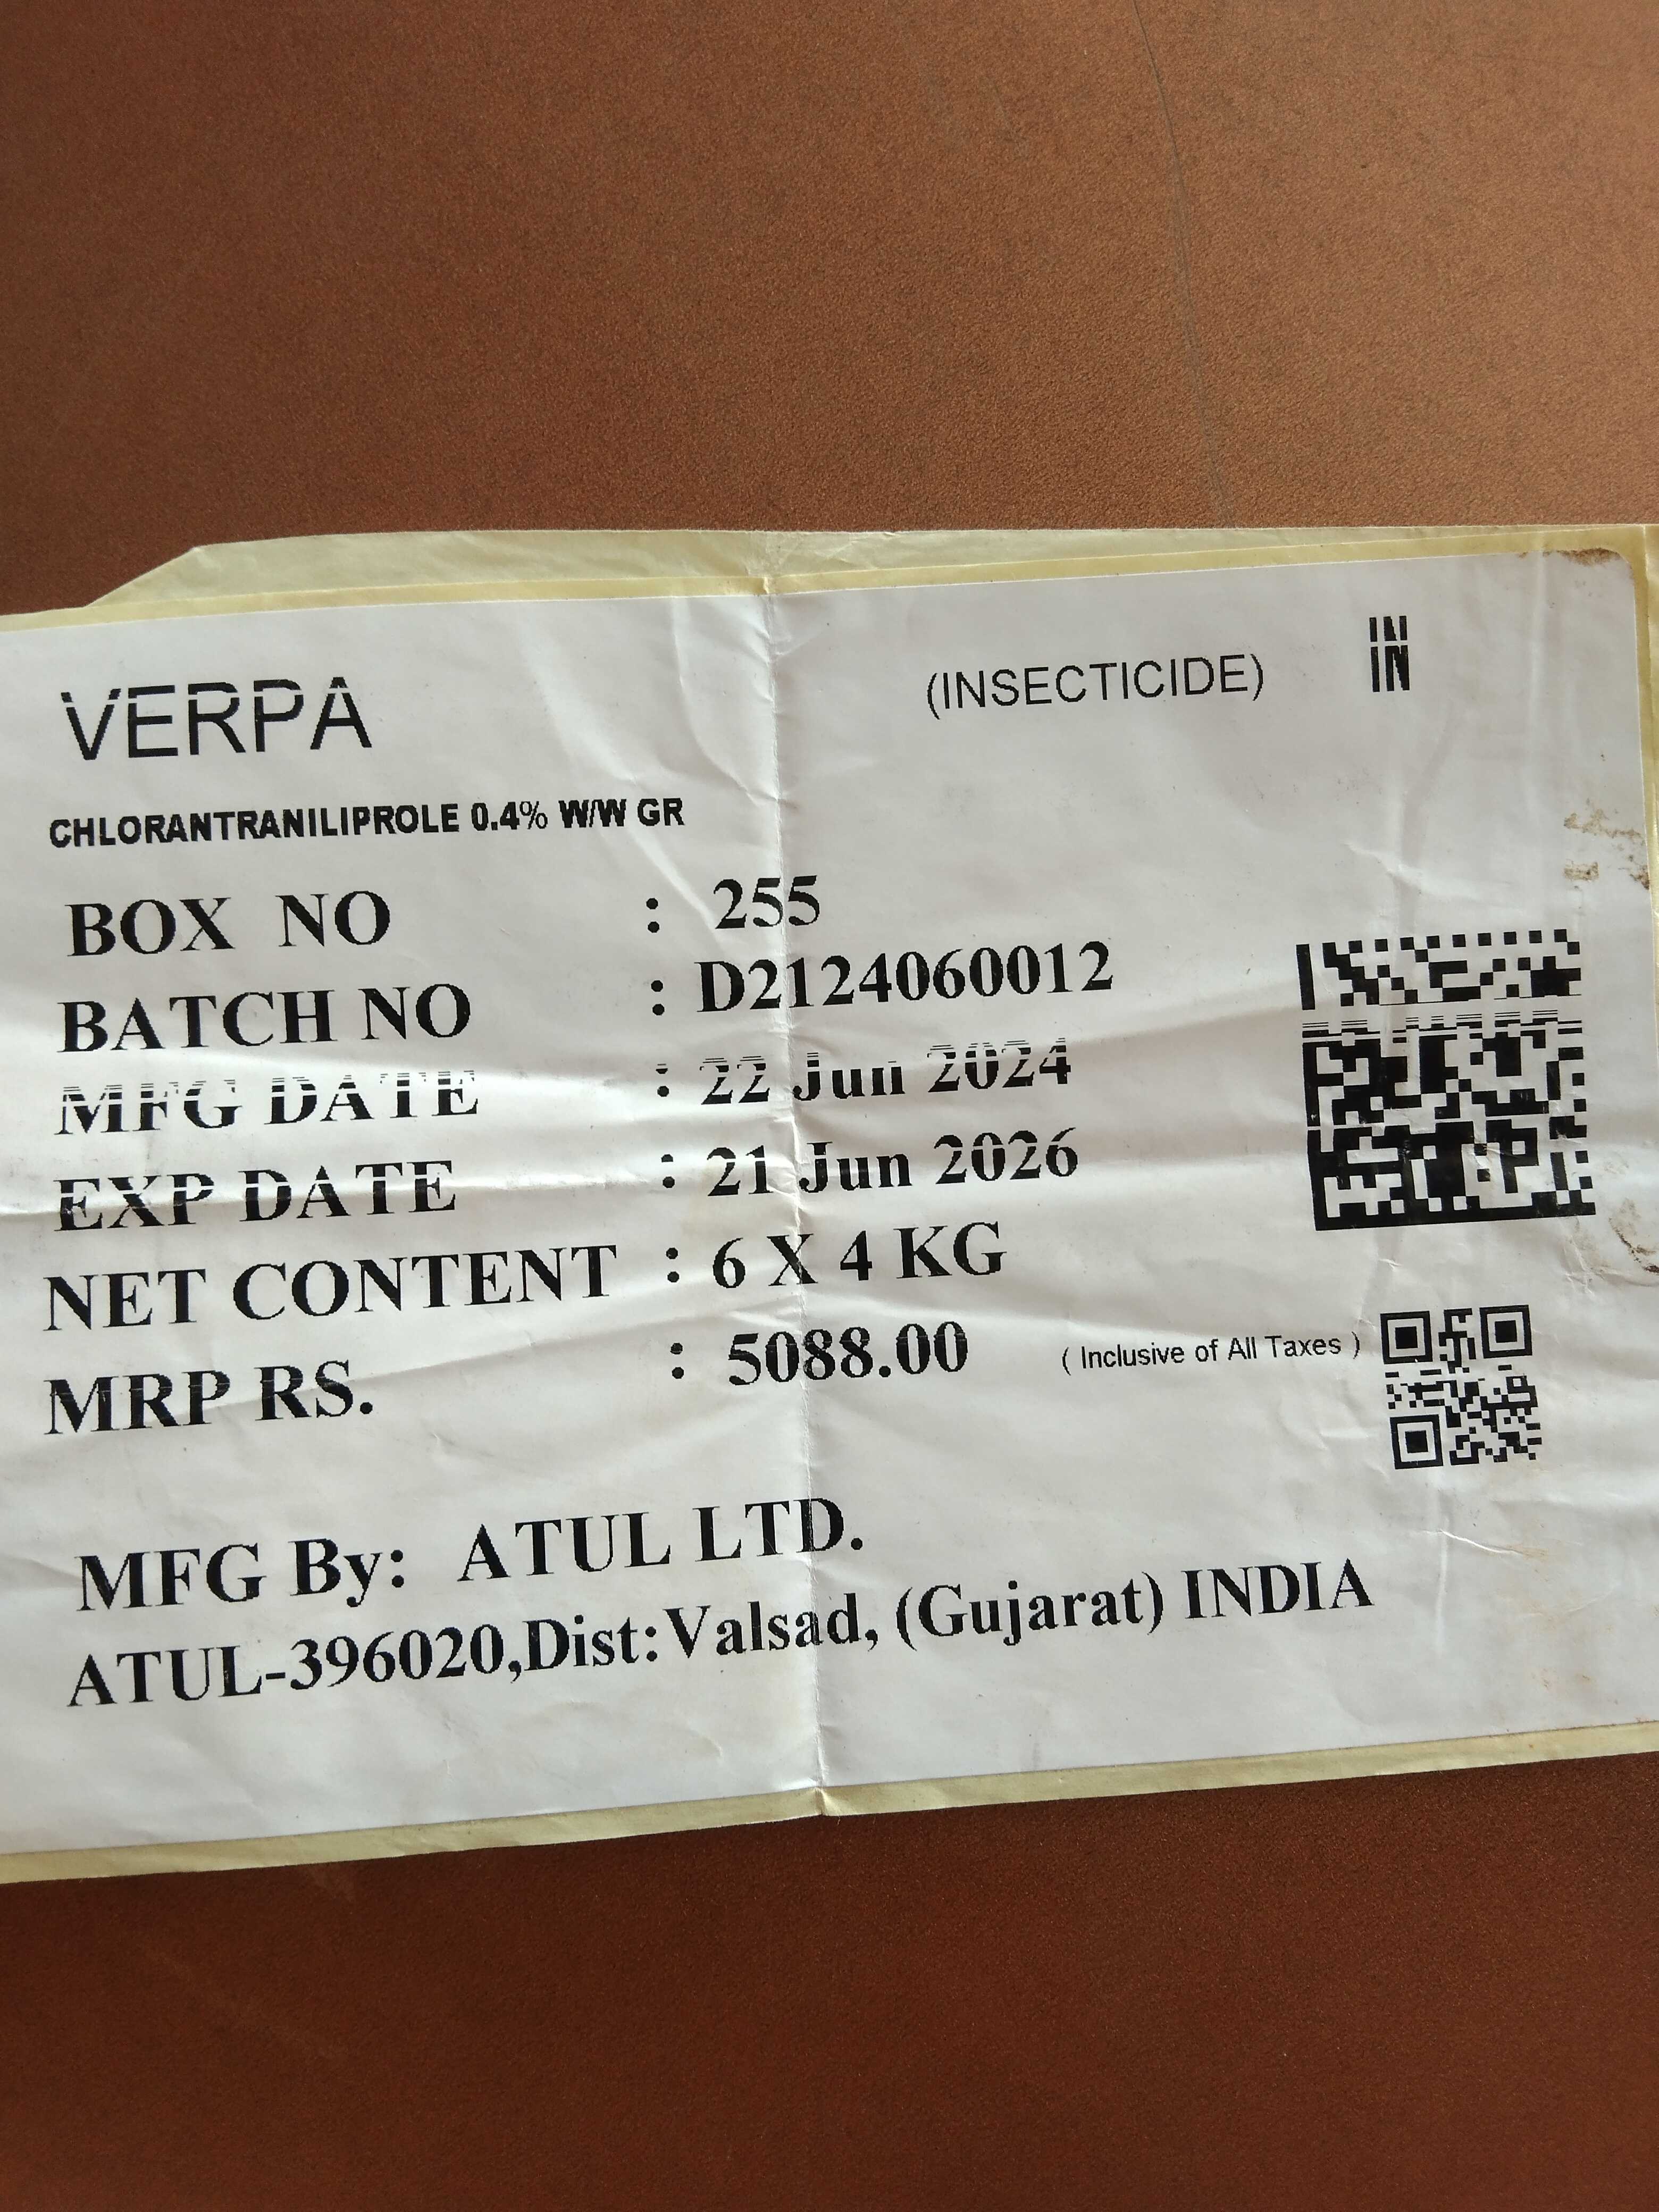 VERPA (INSECTICIDE) IN
CHLORANTRANILIPROLE 0.4% W/W GR
BOX NO : 255
BATCH NO : D2124060012
MFG DATE : 22 Jun 2024
EXP DATE : 21 Jun 2026
NET CONTENT : 6 X 4 KG
MRP RS. : 5088.00 ( Inclusive of All Taxes )
MFG By: ATUL LTD.
ATUL-396020,Dist:Valsad, (Gujarat) INDIA